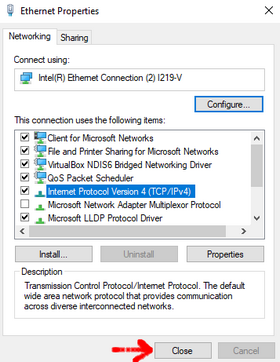 Ethernet Properties
Networking
Sharing
Connect using:
Intel(R) Ethernet Connection (2) I219-V
Configure...
This connection uses the following items:
Client for Microsoft Networks
File and Printer Sharing for Microsoft Networks
VirtualBox NDIS6 Bridged Networking Driver
QoS Packet Scheduler
Internet Protocol Version 4 (TCP/IPv4)
Microsoft Network Adapter Multiplexor Protocol
Microsoft LLDP Protocol Driver
Install...
Uninstall
Properties
Description
Transmission Control Protocol/Internet Protocol. The default
wide area network protocol that provides communication
across diverse interconnected networks.
Close
Cancel